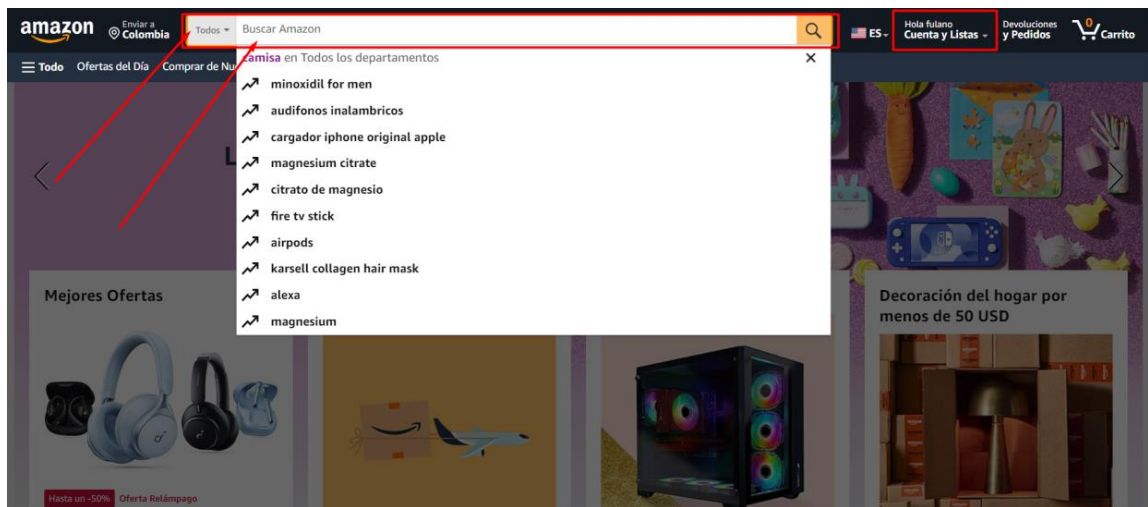 amazon
Enviar a
Colombia
Todos
Buscar Amazon
ES
Hola fulano
Cuenta y Listas
Devoluciones
y Pedidos
0
Carrito
Todo
Ofertas del Día
Comprar de Nu
camisa en Todos los departamentos
minoxidil for men
audifonos inalambricos
cargador iphone original apple
magnesium citrate
citrato de magnesio
fire tv stick
airpods
karsell collagen hair mask
alexa
magnesium
L
Mejores Ofertas
Hasta un -50%
Oferta Relámpago
Decoración del hogar por
menos de 50 USD